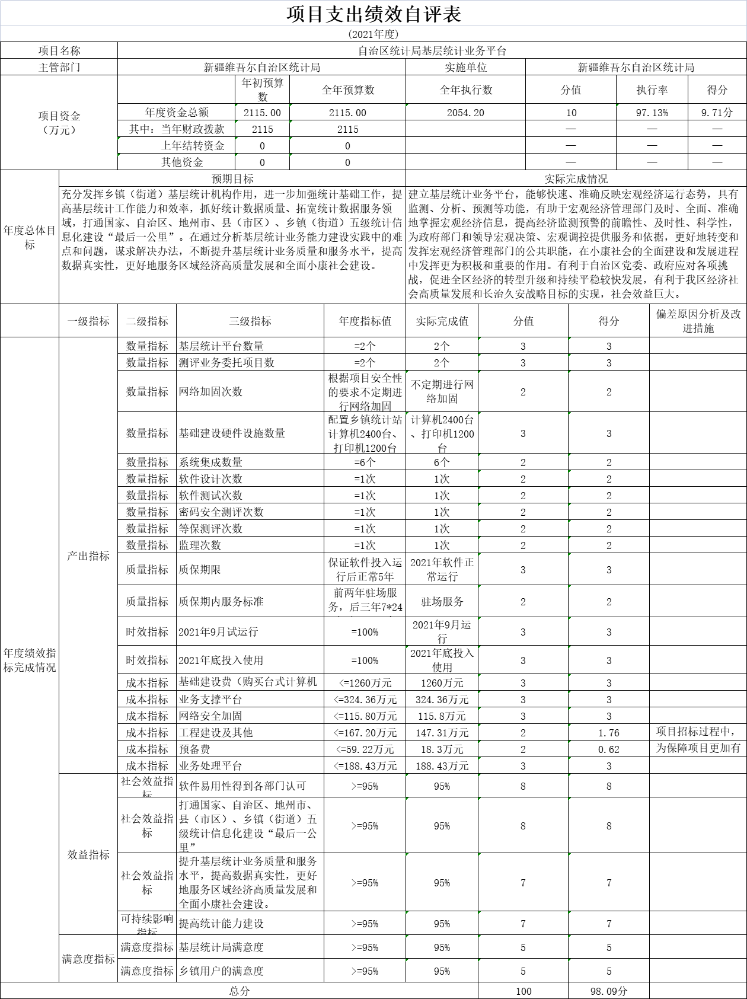 项目支出绩效自评表
(2021年度)
项目名称 自治区统计局基层统计业务平台
主管部门 新疆维吾尔自治区统计局 实施单位 新疆维吾尔自治区统计局
项目资金
（万元）
年初预算
数
全年预算数 全年执行数 分值 执行率 得分
年度资金总额 2115.00 2115.00 2054.20 10 97.13% 9.71分
其中：当年财政拨款 2115 2115 — — —
上年结转资金 0 0 — — —
其他资金 0 0 — — —
年度总体目
标
预期目标
充分发挥乡镇（街道）基层统计机构作用，进一步加强统计基础工作，提
高基层统计工作能力和效率，抓好统计数据质量、拓宽统计数据服务领
域，打通国家、自治区、地州市、县（市区）、乡镇（街道）五级统计信
息化建设“最后一公里”。在通过分析基层统计业务能力建设实践中的难
点和问题，谋求解决办法，不断提升基层统计业务质量和服务水平，提高
数据真实性，更好地服务区域经济高质量发展和全面小康社会建设。
实际完成情况
建立基层统计业务平台，能够快速、准确反映宏观经济运行态势，具有
监测、分析、预测等功能，有助于宏观经济管理部门及时、全面、准确
地掌握宏观经济信息，提高经济监测预警的前瞻性、及时性、科学性，
为政府部门和领导宏观决策、宏观调控提供服务和依据，更好地转变和
发挥宏观经济管理部门的公共职能，在小康社会的全面建设和发展进程
中发挥更为积极和重要的作用。有利于自治区党委、政府应对各项挑
战，促进全区经济的转型升级和持续平稳较快发展，有利于我区经济社
会高质量发展和长治久安战略目标的实现，社会效益巨大。
一级指标 二级指标 三级指标 年度指标值 实际完成值 分值 得分 偏差原因分析及改
进措施
年度绩效指
标完成情况
产出指标
数量指标 基层统计平台数量 =2个 2个 3 3
数量指标 测评业务委托项目数 =2个 2个 3 3
数量指标 网络加固次数
根据项目安全性
的要求不定期进
行网络加固
不定期进行网
络加固
2 2
数量指标 基础建设硬件设施数量
配置乡镇统计站
计算机2400台、
打印机1200台
计算机2400台
、打印机1200
台
3 3
数量指标 系统集成数量 =6个 6个 2 2
数量指标 软件设计次数 =1次 1次 2 2
数量指标 软件测试次数 =1次 1次 2 2
数量指标 密码安全测评次数 =1次 1次 2 2
数量指标 等保测评次数 =1次 1次 2 2
数量指标 监理次数 =1次 1次 2 2
质量指标 质保期限
保证软件投入运
行后正常5年
2021年软件正
常运行
3 3
质量指标 质保期内服务标准
前两年驻场服
务，后三年7*24
驻场服务 2 2
时效指标 2021年9月试运行 =100%
2021年9月运
行
3 3
时效指标 2021年底投入使用 =100%
2021年底投入
使用
3 3
成本指标 基础建设费（购买台式计算机 <=1260万元 1260万元 3 3
成本指标 业务支撑平台 <=324.36万元 324.36万元 3 3
成本指标 网络安全加固 <=115.80万元 115.8万元 3 3
成本指标 工程建设及其他 <=167.20万元 147.31万元 2 1.76 项目招标过程中，
成本指标 预备费 <=59.22万元 18.3万元 2 0.62 为保障项目更加有
成本指标 业务处理平台 <=188.43万元 188.43万元 3 3
效益指标
社会效益指
标
软件易用性得到各部门认可 >=95% 95% 8 8
社会效益指
标
打通国家、自治区、地州市、
县（市区）、乡镇（街道）五
级统计信息化建设“最后一公
里”
>=95% 95% 8 8
社会效益指
标
提升基层统计业务质量和服务
水平，提高数据真实性，更好
地服务区域经济高质量发展和
全面小康社会建设。
>=95% 95% 7 7
可持续影响
指标
提高统计能力建设 >=95% 95% 7 7
满意度指标
满意度指标 基层统计局满意度 >=95% 95% 5 5
满意度指标 乡镇用户的满意度 >=95% 95% 5 5
总分 100 98.09分